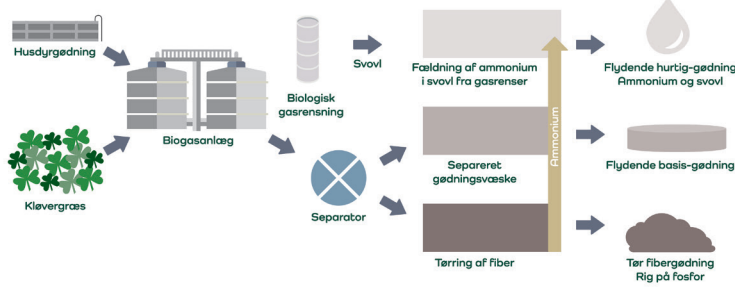 Husdyrgødning
Kløvergræs
Biogasanlæg
Biologisk
gasrensning
Svovl
Separator
Fældning af ammonium
i svovl fra gasrenser
Separeret
gødningsvæske
Tørring af fiber
Ammonium
Flydende hurtig-gødning
Ammonium og svovl
Flydende basis-gødning
Tør fibergødning
Rig på fosfor